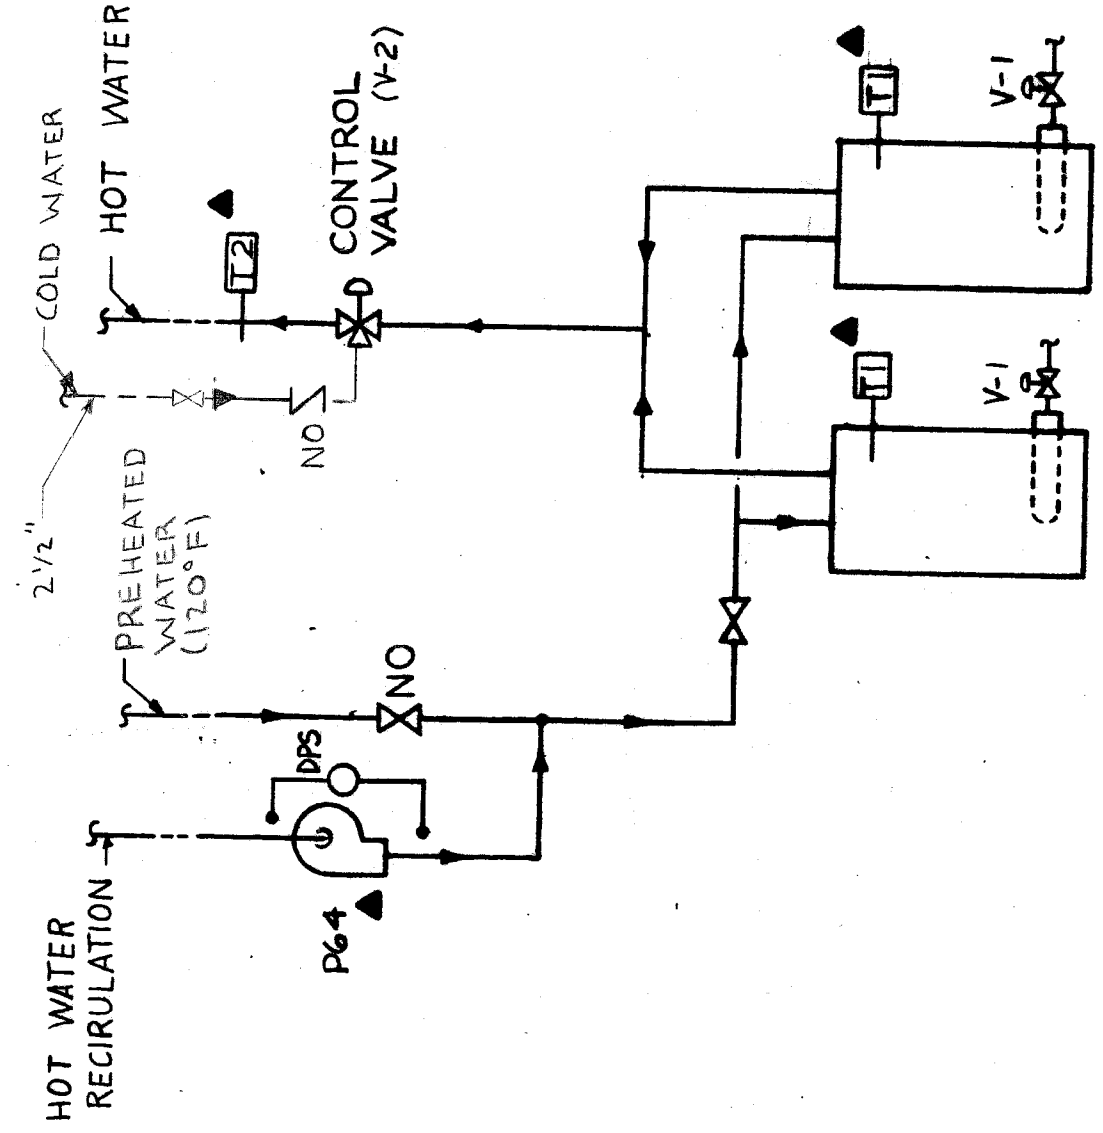 HOT WATER
RECIRULATION
P64
DPS
PREHEATED
WATER
(120°F)
NO
2 1/2"
COLD WATER
NO
HOT WATER
T2
CONTROL
VALVE (V-2)
T1
V-1
T1
V-1